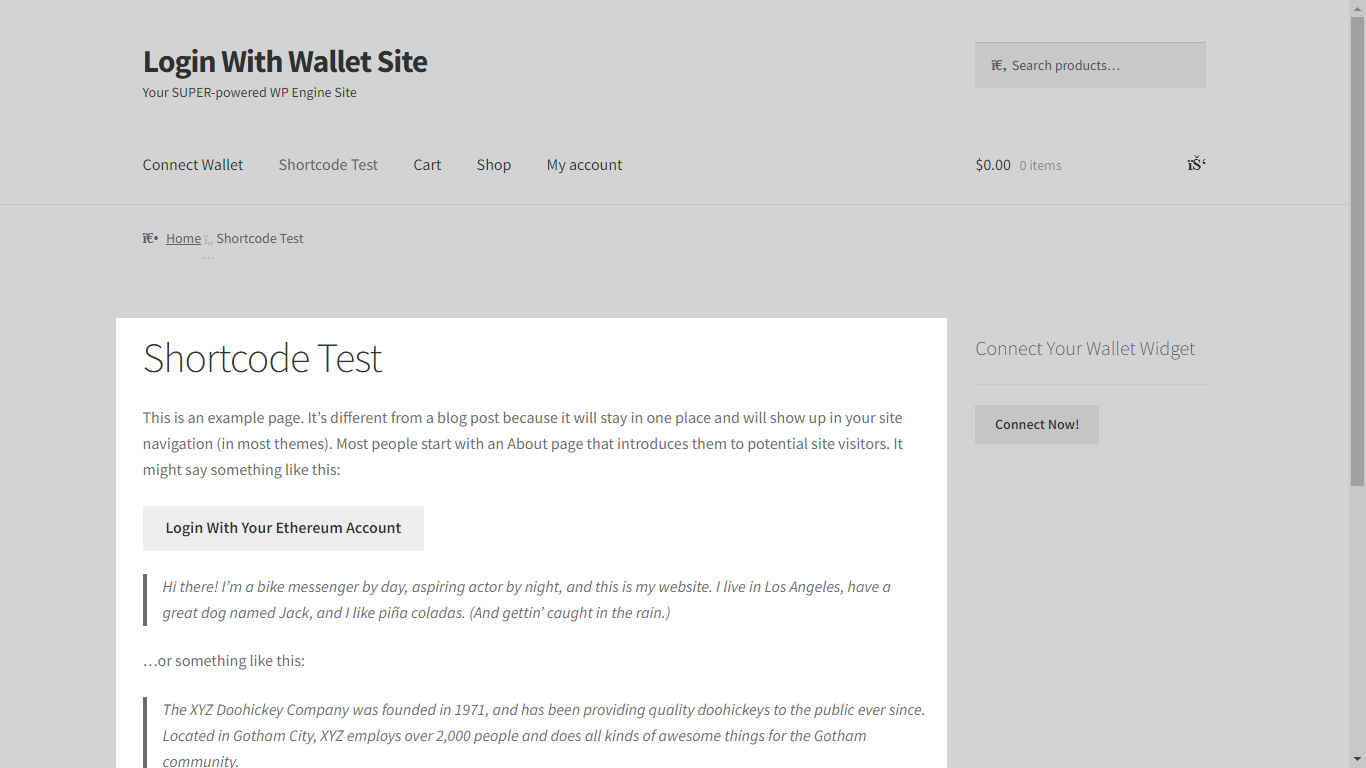 Login With Wallet Site
Your SUPER-powered WP Engine Site
 Search products…
Connect Wallet Shortcode Test Cart Shop My account
$0.00 0 items 
 Home  Shortcode Test
…
Shortcode Test
This is an example page. It’s different from a blog post because it will stay in one place and will show up in your site
navigation (in most themes). Most people start with an About page that introduces them to potential site visitors. It
might say something like this:
Login With Your Ethereum Account
Hi there! I’m a bike messenger by day, aspiring actor by night, and this is my website. I live in Los Angeles, have a
great dog named Jack, and I like piña coladas. (And gettin’ caught in the rain.)
…or something like this:
The XYZ Doohickey Company was founded in 1971, and has been providing quality doohickeys to the public ever since.
Located in Gotham City, XYZ employs over 2,000 people and does all kinds of awesome things for the Gotham
community.
Connect Your Wallet Widget
Connect Now!